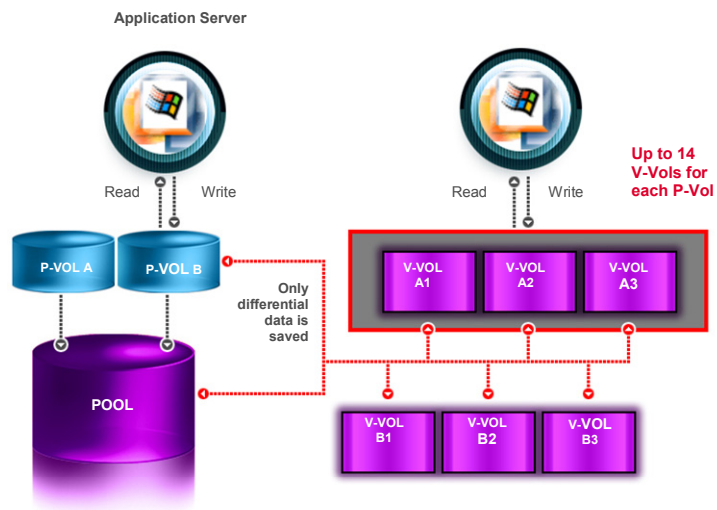 Application Server
Up to 14
V-Vols for
each P-Vol
Read
Write
Read
Write
P-VOL A
P-VOL B
V-VOL
A1
V-VOL
A2
V-VOL
A3
Only
differential
data is
saved
POOL
V-VOL
B1
V-VOL
B2
V-VOL
B3